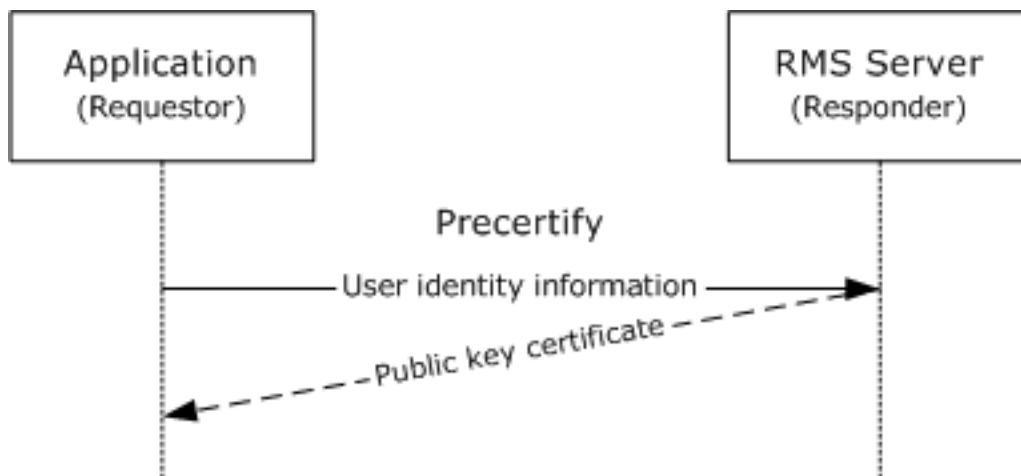 Application
(Requestor)
RMS Server
(Responder)
Precertify
User identity information
Public key certificate